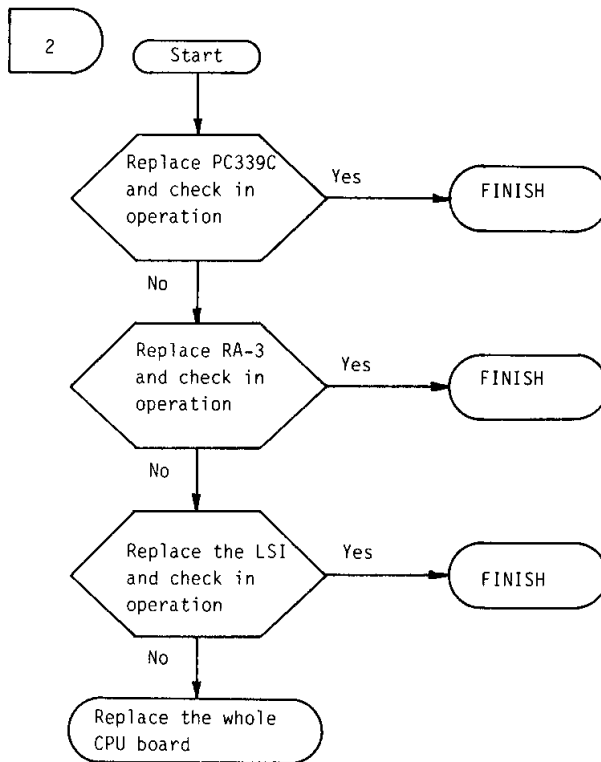 2
Start
Replace PC339C
and check in
operation
Yes
FINISH
No
Replace RA-3
and check in
operation
Yes
FINISH
No
Replace the LSI
and check in
operation
Yes
FINISH
No
Replace the whole
CPU board